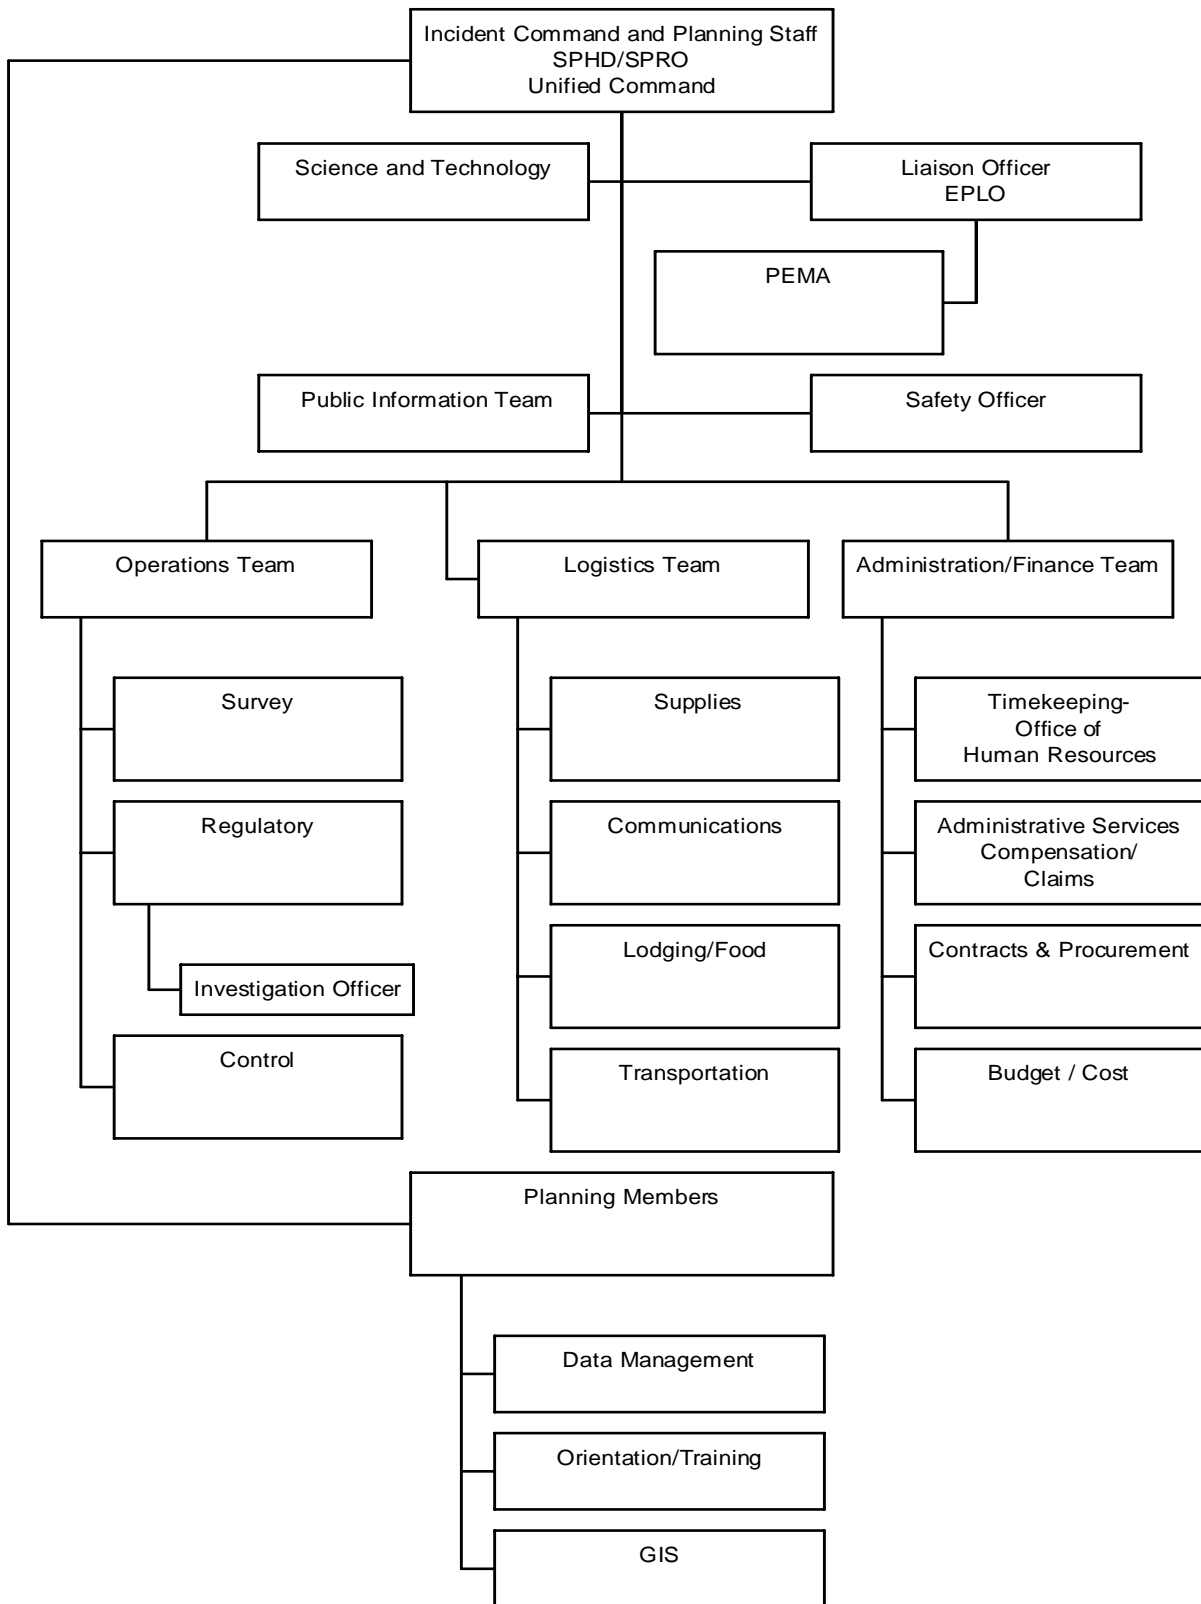 Incident Command and Planning Staff
SPHD/SPRO
Unified Command
Science and Technology
Liaison Officer
EPLO
PEMA
Public Information Team
Safety Officer
Operations Team
Logistics Team
Administration/Finance Team
Survey
Supplies
Timekeeping-
Office of
Human Resources
Regulatory
Communications
Administrative Services
Compensation/
Claims
Investigation Officer
Lodging/Food
Contracts & Procurement
Control
Transportation
Budget / Cost
Planning Members
Data Management
Orientation/Training
GIS